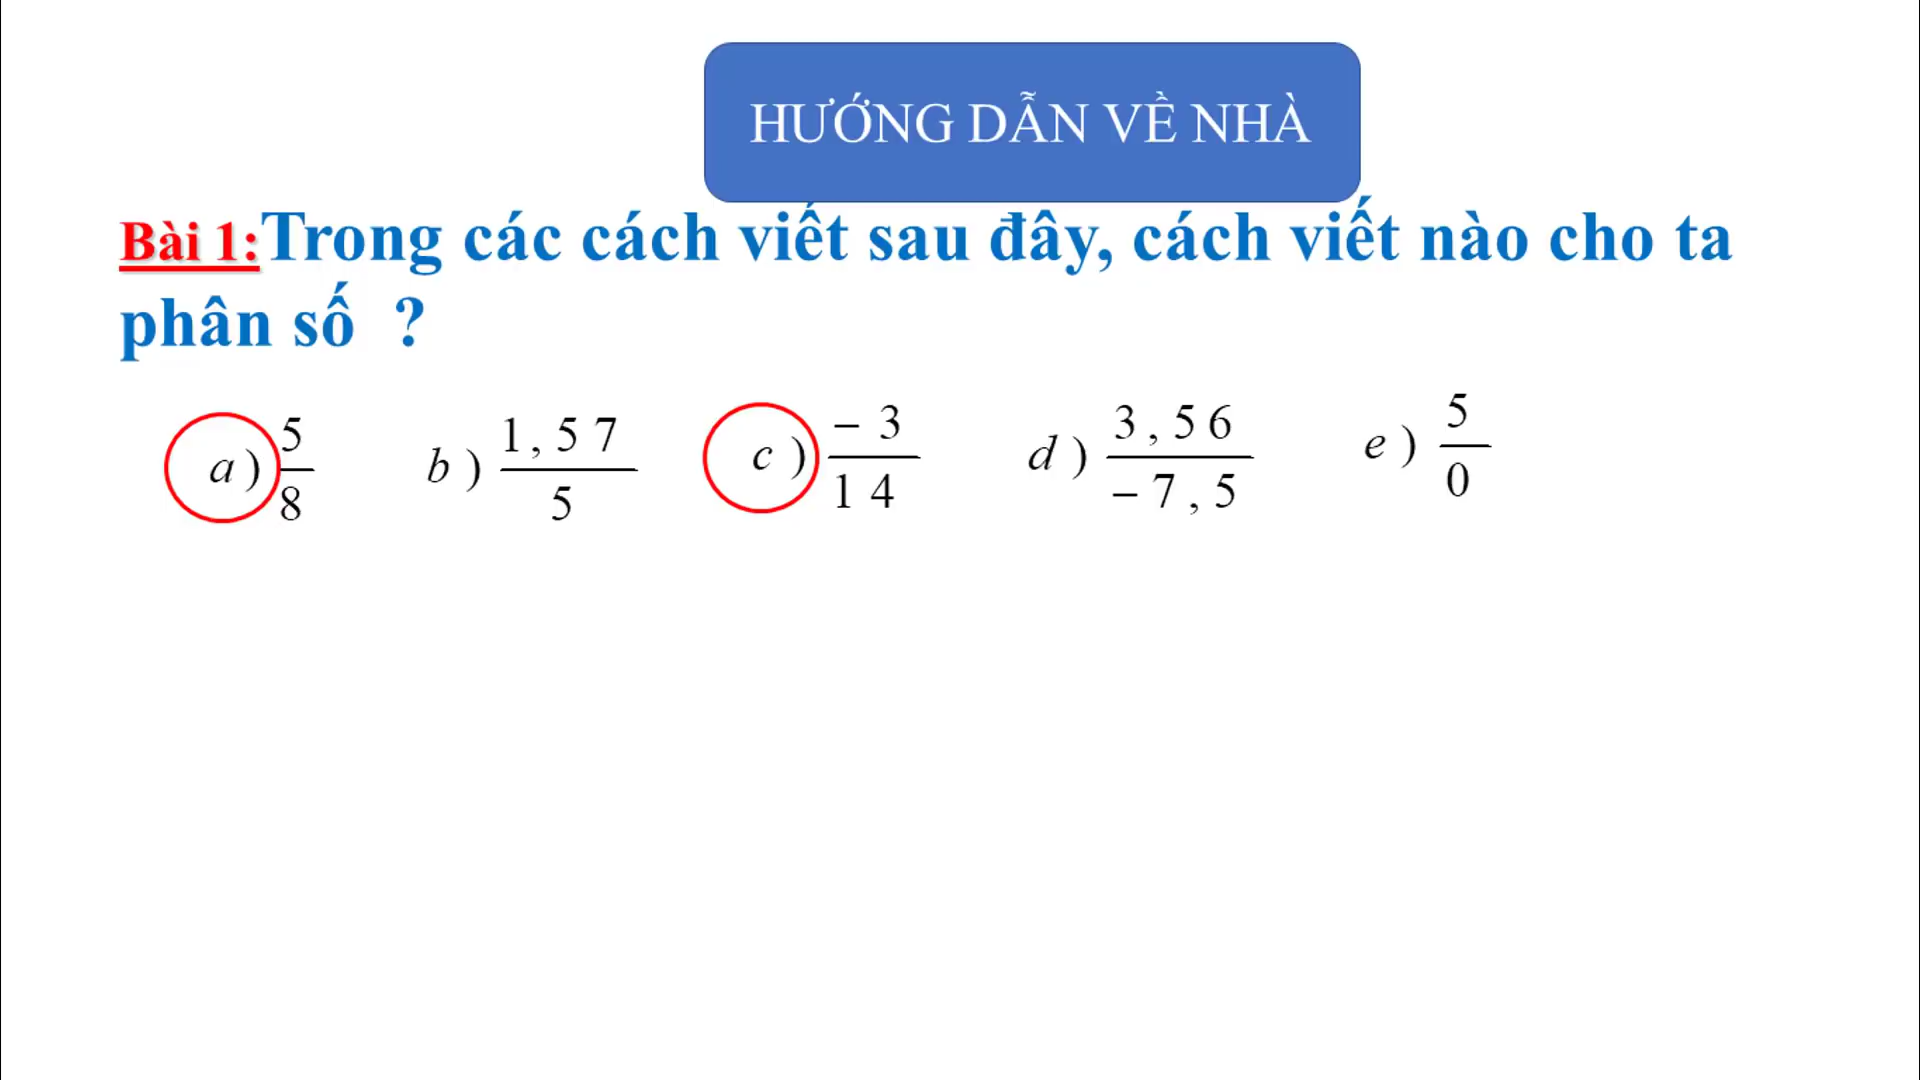 HƯỚNG DẪN VỀ NHÀ
Bài 1:Trong các cách viết sau đây, cách viết nào cho ta
phân số ?
a) 5/8 b) 1,57/5 c) -3/14 d) 3,56/-7,5 e) 5/0